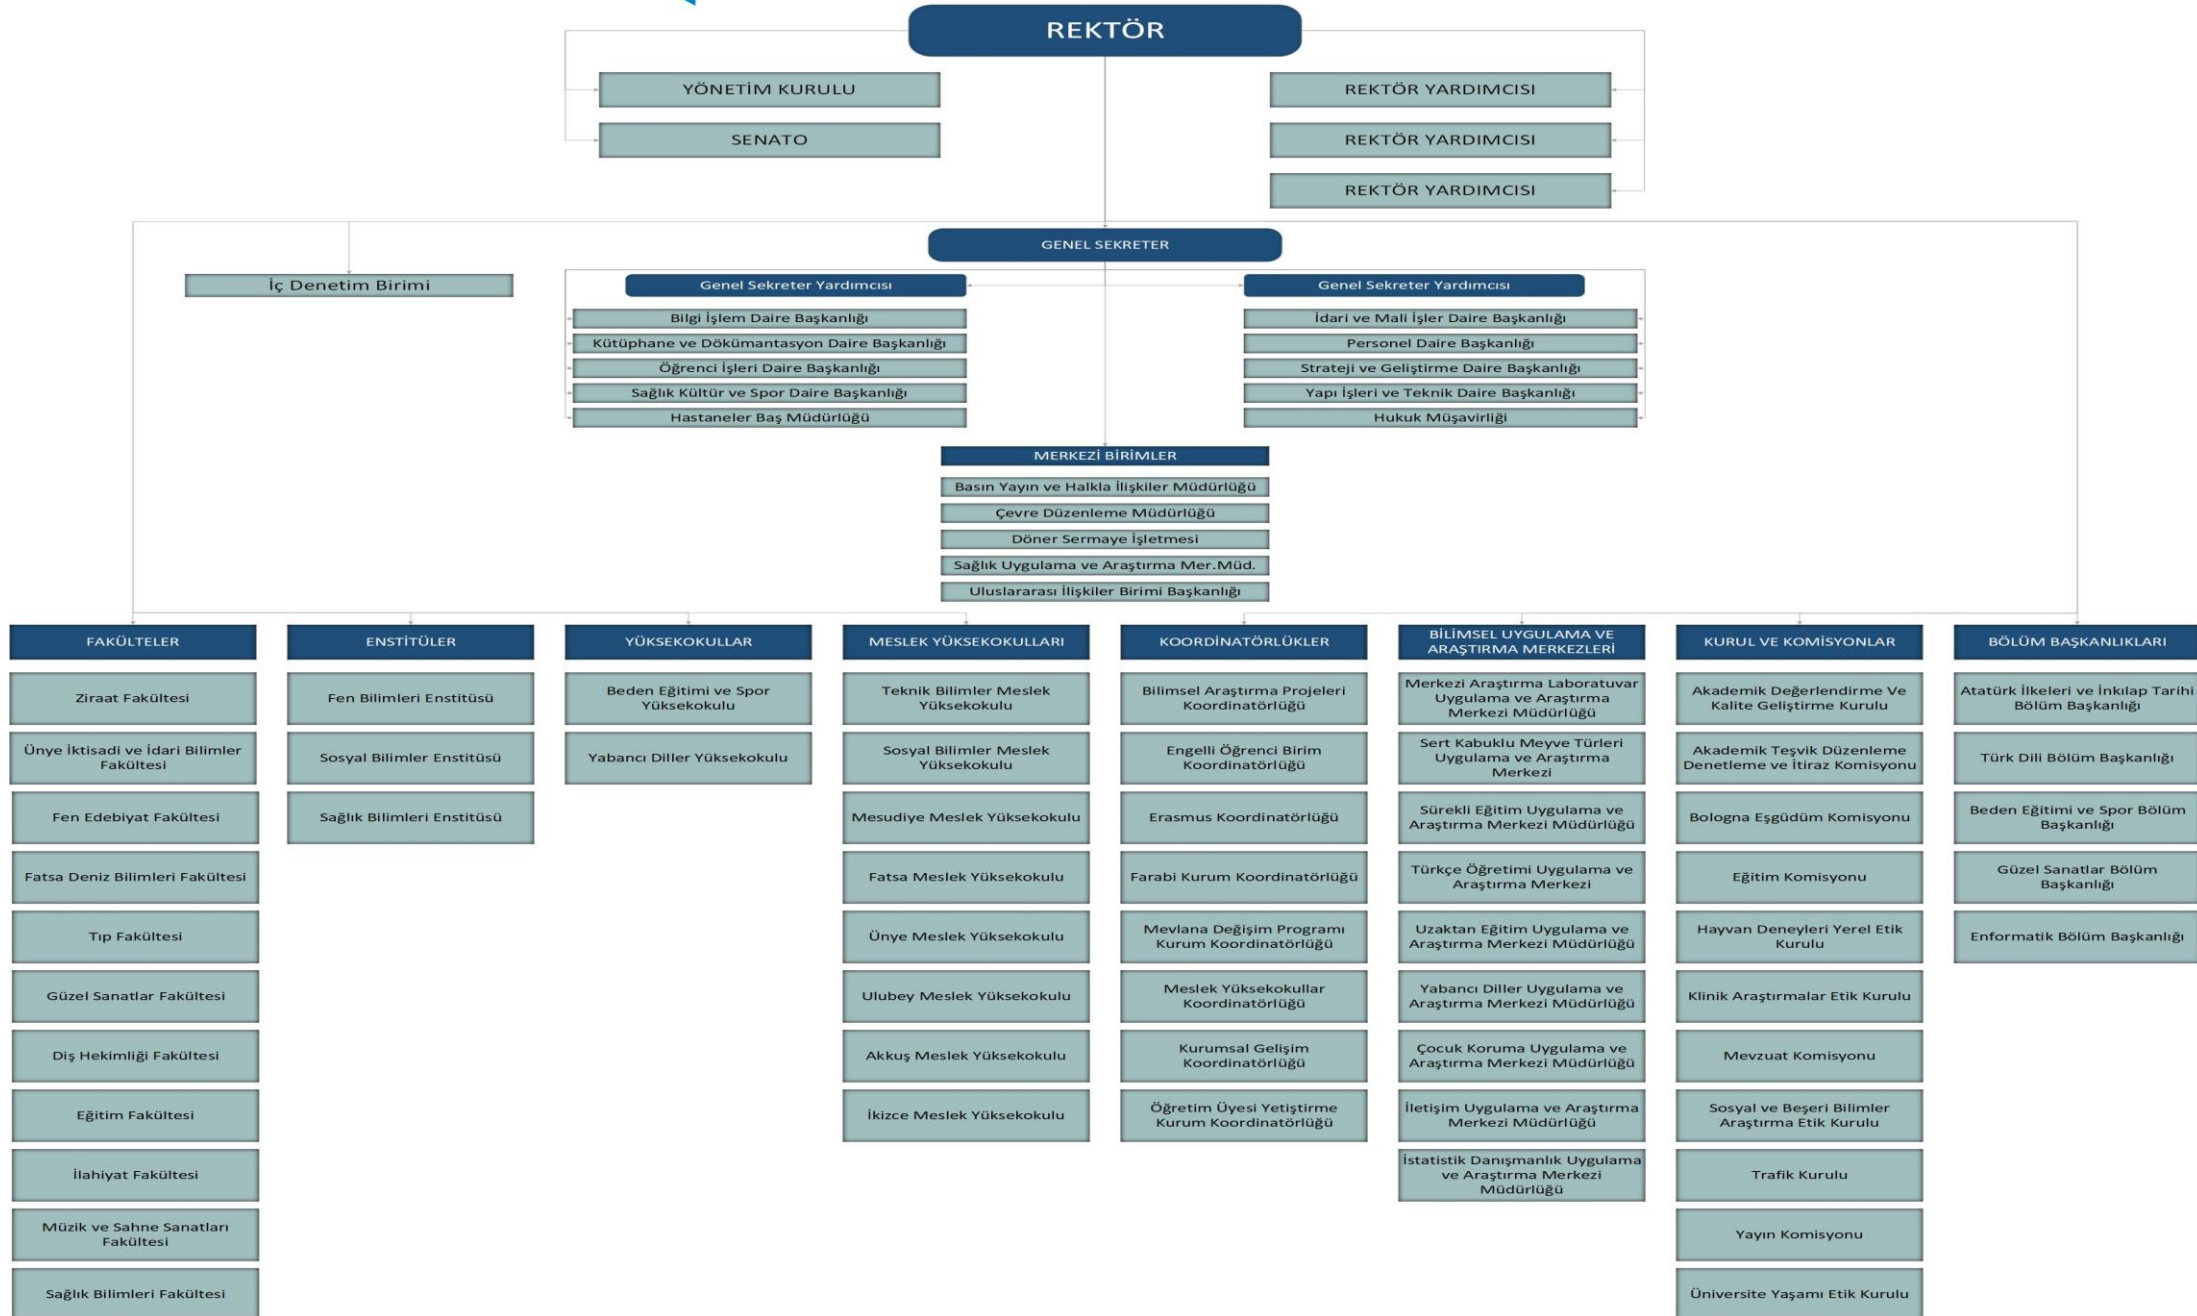 REKTÖR
YÖNETİM KURULU
SENATO
REKTÖR YARDIMCISI
REKTÖR YARDIMCISI
REKTÖR YARDIMCISI
GENEL SEKRETER
İç Denetim Birimi
Genel Sekreter Yardımcısı
Bilgi İşlem Daire Başkanlığı
Kütüphane ve Dökümantasyon Daire Başkanlığı
Öğrenci İşleri Daire Başkanlığı
Sağlık Kültür ve Spor Daire Başkanlığı
Hastaneler Baş Müdürlüğü
Genel Sekreter Yardımcısı
İdari ve Mali İşler Daire Başkanlığı
Personel Daire Başkanlığı
Strateji ve Geliştirme Daire Başkanlığı
Yapı İşleri ve Teknik Daire Başkanlığı
Hukuk Müşavirliği
MERKEZİ BİRİMLER
Basın Yayın ve Halkla İlişkiler Müdürlüğü
Çevre Düzenleme Müdürlüğü
Döner Sermaye İşletmesi
Sağlık Uygulama ve Araştırma Mer.Müd.
Uluslararası İlişkiler Birimi Başkanlığı
FAKÜLTELER
Ziraat Fakültesi
Ünye İktisadi ve İdari Bilimler
Fakültesi
Fen Edebiyat Fakültesi
Fatsa Deniz Bilimleri Fakültesi
Tıp Fakültesi
Güzel Sanatlar Fakültesi
Diş Hekimliği Fakültesi
Eğitim Fakültesi
İlahiyat Fakültesi
Müzik ve Sahne Sanatları
Fakültesi
Sağlık Bilimleri Fakültesi
ENSTİTÜLER
Fen Bilimleri Enstitüsü
Sosyal Bilimler Enstitüsü
Sağlık Bilimleri Enstitüsü
YÜKSEKOKULLAR
Beden Eğitimi ve Spor
Yüksekokulu
Yabancı Diller Yüksekokulu
MESLEK YÜKSEKOKULLARI
Teknik Bilimler Meslek
Yüksekokulu
Sosyal Bilimler Meslek
Yüksekokulu
Mesudiye Meslek Yüksekokulu
Fatsa Meslek Yüksekokulu
Ünye Meslek Yüksekokulu
Ulubey Meslek Yüksekokulu
Akkuş Meslek Yüksekokulu
İkizce Meslek Yüksekokulu
KOORDİNATÖRLÜKLER
Bilimsel Araştırma Projeleri
Koordinatörlüğü
Engelli Öğrenci Birim
Koordinatörlüğü
Erasmus Koordinatörlüğü
Farabi Kurum Koordinatörlüğü
Mevlana Değişim Programı
Kurum Koordinatörlüğü
Meslek Yüksekokullar
Koordinatörlüğü
Kurumsal Gelişim
Koordinatörlüğü
Öğretim Üyesi Yetiştirme
Kurum Koordinatörlüğü
BİLİMSEL UYGULAMA VE
ARAŞTIRMA MERKEZLERİ
Merkezi Araştırma Laboratuvar
Uygulama ve Araştırma
Merkezi Müdürlüğü
Sert Kabuklu Meyve Türleri
Uygulama ve Araştırma
Merkezi
Sürekli Eğitim Uygulama ve
Araştırma Merkezi Müdürlüğü
Türkçe Öğretimi Uygulama ve
Araştırma Merkezi
Uzaktan Eğitim Uygulama ve
Araştırma Merkezi Müdürlüğü
Yabancı Diller Uygulama ve
Araştırma Merkezi Müdürlüğü
Çocuk Koruma Uygulama ve
Araştırma Merkezi Müdürlüğü
İletişim Uygulama ve Araştırma
Merkezi Müdürlüğü
İstatistik Danışmanlık Uygulama
ve Araştırma Merkezi
Müdürlüğü
KURUL VE KOMİSYONLAR
Akademik Değerlendirme Ve
Kalite Geliştirme Kurulu
Akademik Teşvik Düzenleme
Denetleme ve İtiraz Komisyonu
Bologna Eşgüdüm Komisyonu
Eğitim Komisyonu
Hayvan Deneyleri Yerel Etik
Kurulu
Klinik Araştırmalar Etik Kurulu
Mevzuat Komisyonu
Sosyal ve Beşeri Bilimler
Araştırma Etik Kurulu
Trafik Kurulu
Yayın Komisyonu
Üniversite Yaşamı Etik Kurulu
BÖLÜM BAŞKANLIKLARI
Atatürk İlkeleri ve İnkılap Tarihi
Bölüm Başkanlığı
Türk Dili Bölüm Başkanlığı
Beden Eğitimi ve Spor Bölüm
Başkanlığı
Güzel Sanatlar Bölüm
Başkanlığı
Enformatik Bölüm Başkanlığı